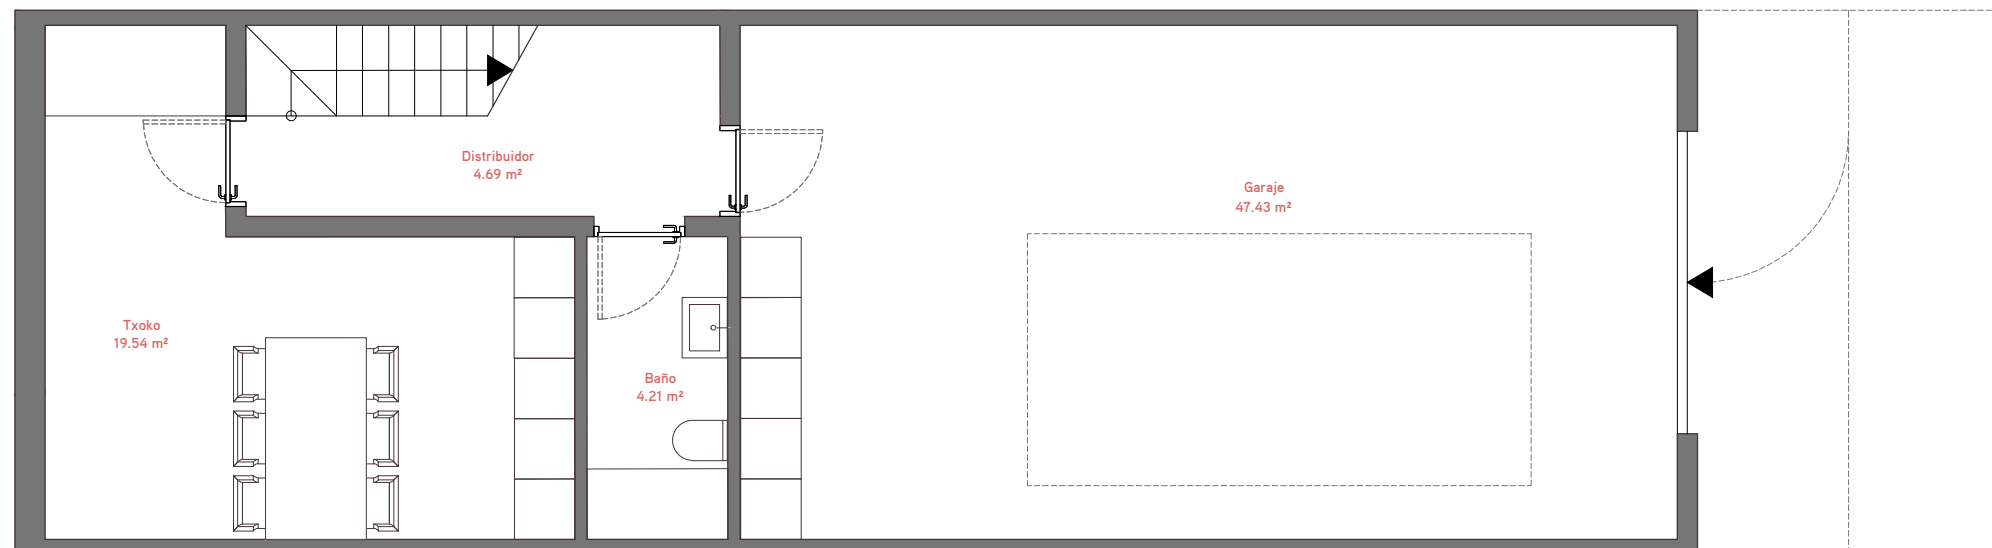 Distribuidor
4.69 m²
Garaje
47.43 m²
Txoko
19.54 m²
Baño
4.21 m²